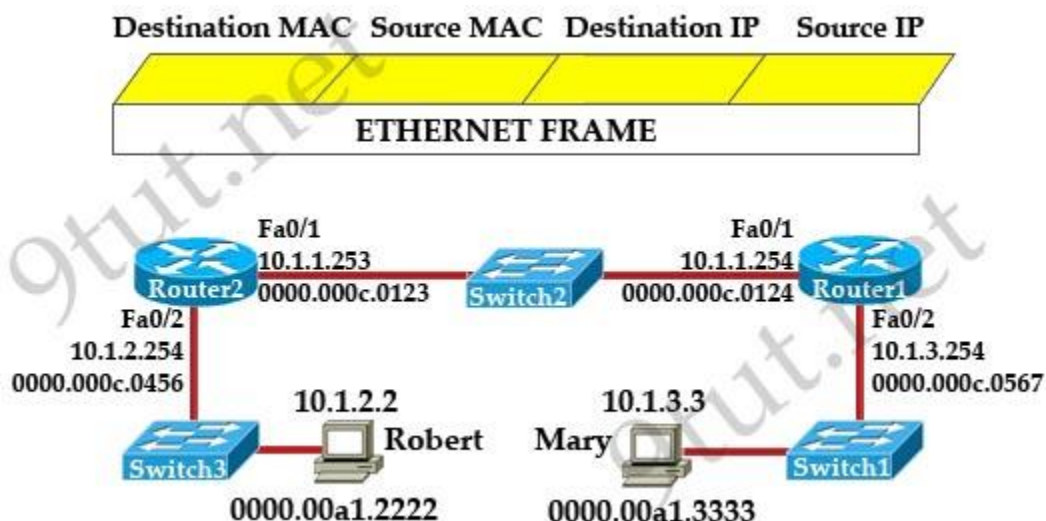 Destination MAC Source MAC Destination IP Source IP
ETHERNET FRAME
9tut.net
Fa0/1
10.1.1.253
0000.000c.0123
Router2
Switch2
Fa0/1
10.1.1.254
0000.000c.0124
Router1
Fa0/2
10.1.2.254
0000.000c.0456
Fa0/2
10.1.3.254
0000.000c.0567
9tut.net
10.1.2.2
Robert
Switch3
0000.00a1.2222
10.1.3.3
Mary
Switch1
0000.00a1.3333